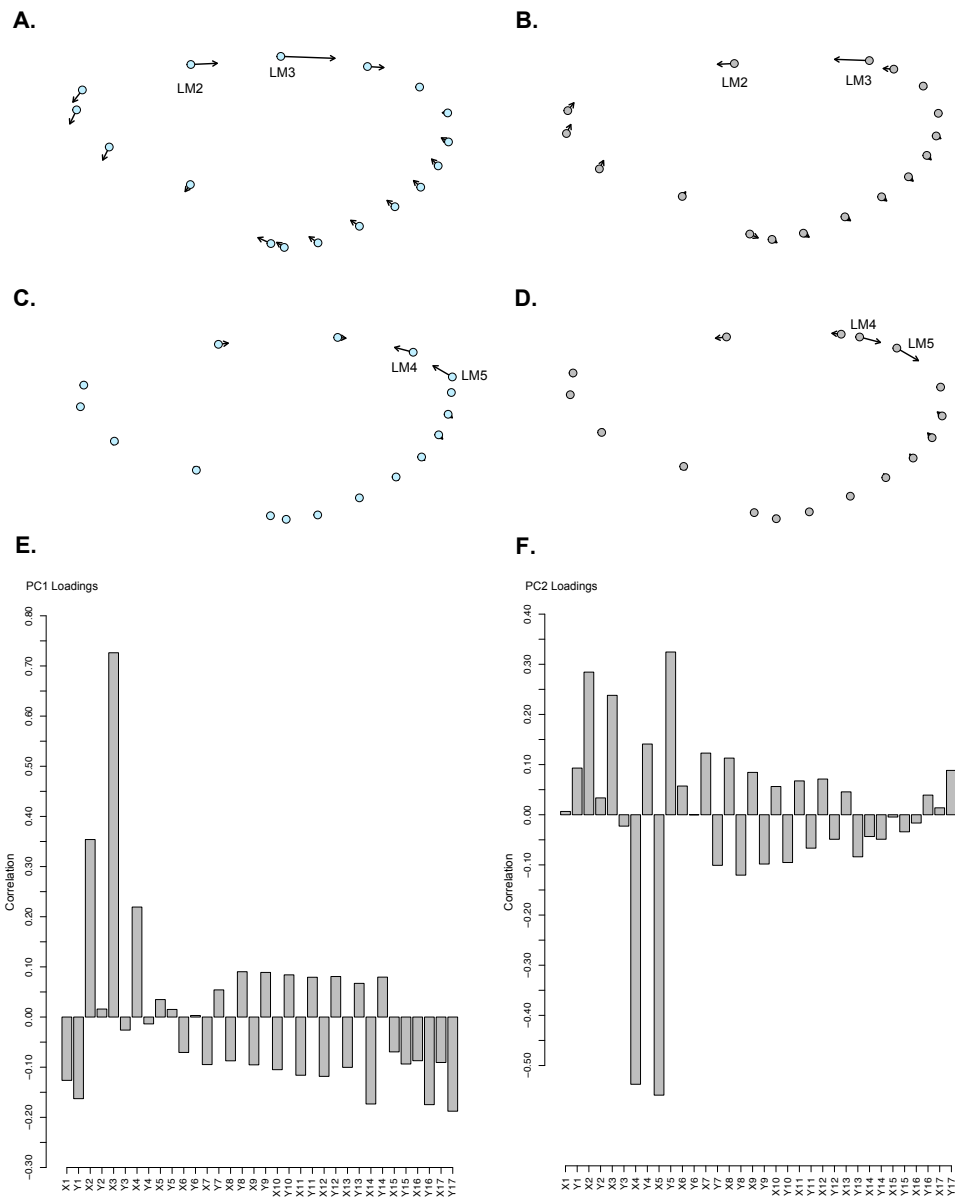 A.
B.
LM2
LM3
LM2
LM3
C.
D.
LM4
LM5
LM4
LM5
E.
F.
PC1 Loadings
PC2 Loadings
Correlation
0.80
0.70
0.60
0.50
0.40
0.30
0.20
0.10
0.00
−0.10
−0.20
−0.30
X1 Y1 X2 Y2 X3 Y3 X4 Y4 X5 Y5 X6 Y6 X7 Y7 X8 Y8 X9 Y9 X10 Y10 X11 Y11 X12 Y12 X13 Y13 X14 Y14 X15 Y15 X16 Y16 X17 Y17
Correlation
0.40
0.30
0.20
0.10
0.00
−0.10
−0.20
−0.30
−0.40
−0.50
X1 Y1 X2 Y2 X3 Y3 X4 Y4 X5 Y5 X6 Y6 X7 Y7 X8 Y8 X9 Y9 X10 Y10 X11 Y11 X12 Y12 X13 Y13 X14 Y14 X15 Y15 X16 Y16 X17 Y17